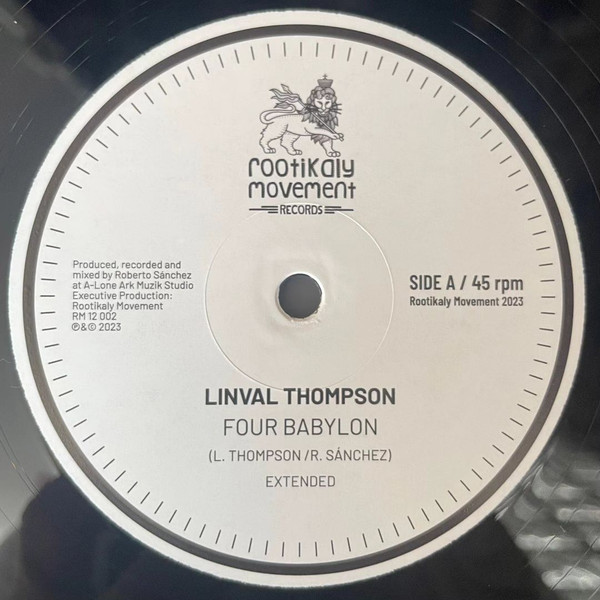 rootikaly
movement
RECORDS
Produced, recorded and
mixed by Roberto Sánchez
at A-Lone Ark Muzik Studio
Executive Production:
Rootikaly Movement
RM 12 002
℗&© 2023
SIDE A / 45 rpm
Rootikaly Movement 2023
LINVAL THOMPSON
FOUR BABYLON
(L. THOMPSON /R. SÁNCHEZ)
EXTENDED